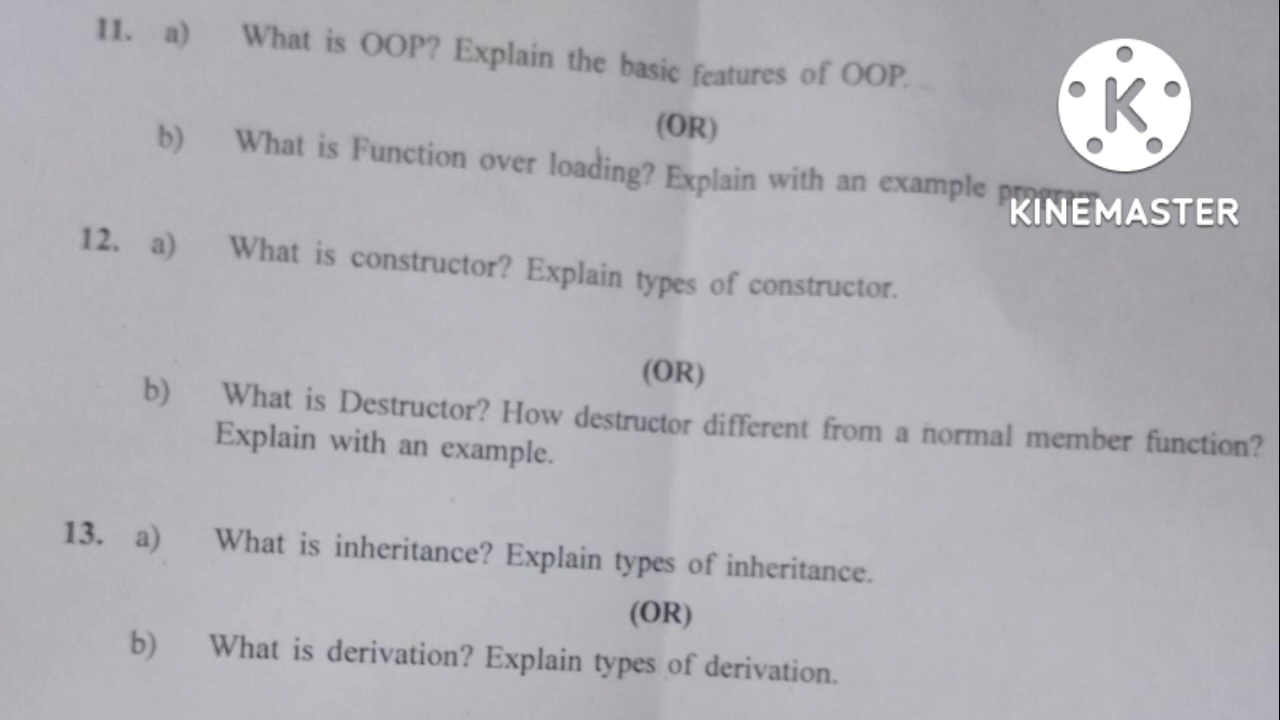 11. a) What is OOP? Explain the basic features of OOP.
(OR)
b) What is Function over loading? Explain with an example program
KINEMASTER
12. a) What is constructor? Explain types of constructor.
(OR)
b) What is Destructor? How destructor different from a normal member function?
Explain with an example.
13. a) What is inheritance? Explain types of inheritance.
(OR)
b) What is derivation? Explain types of derivation.